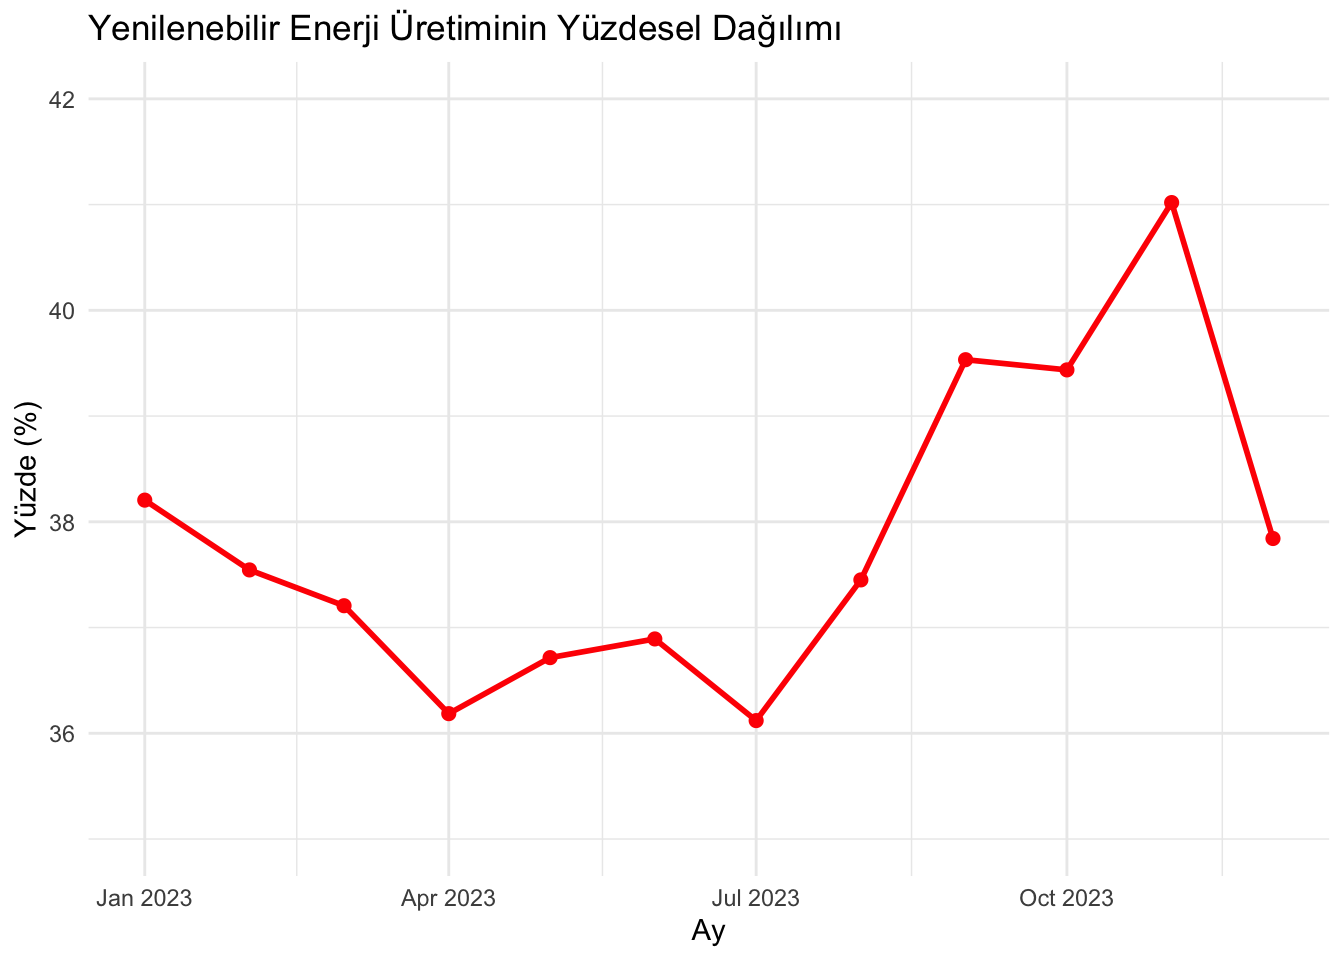 Yenilenebilir Enerji Üretiminin Yüzdesel Dağılımı
Yüzde (%)
42
40
38
36
Jan 2023
Apr 2023
Jul 2023
Oct 2023
Ay